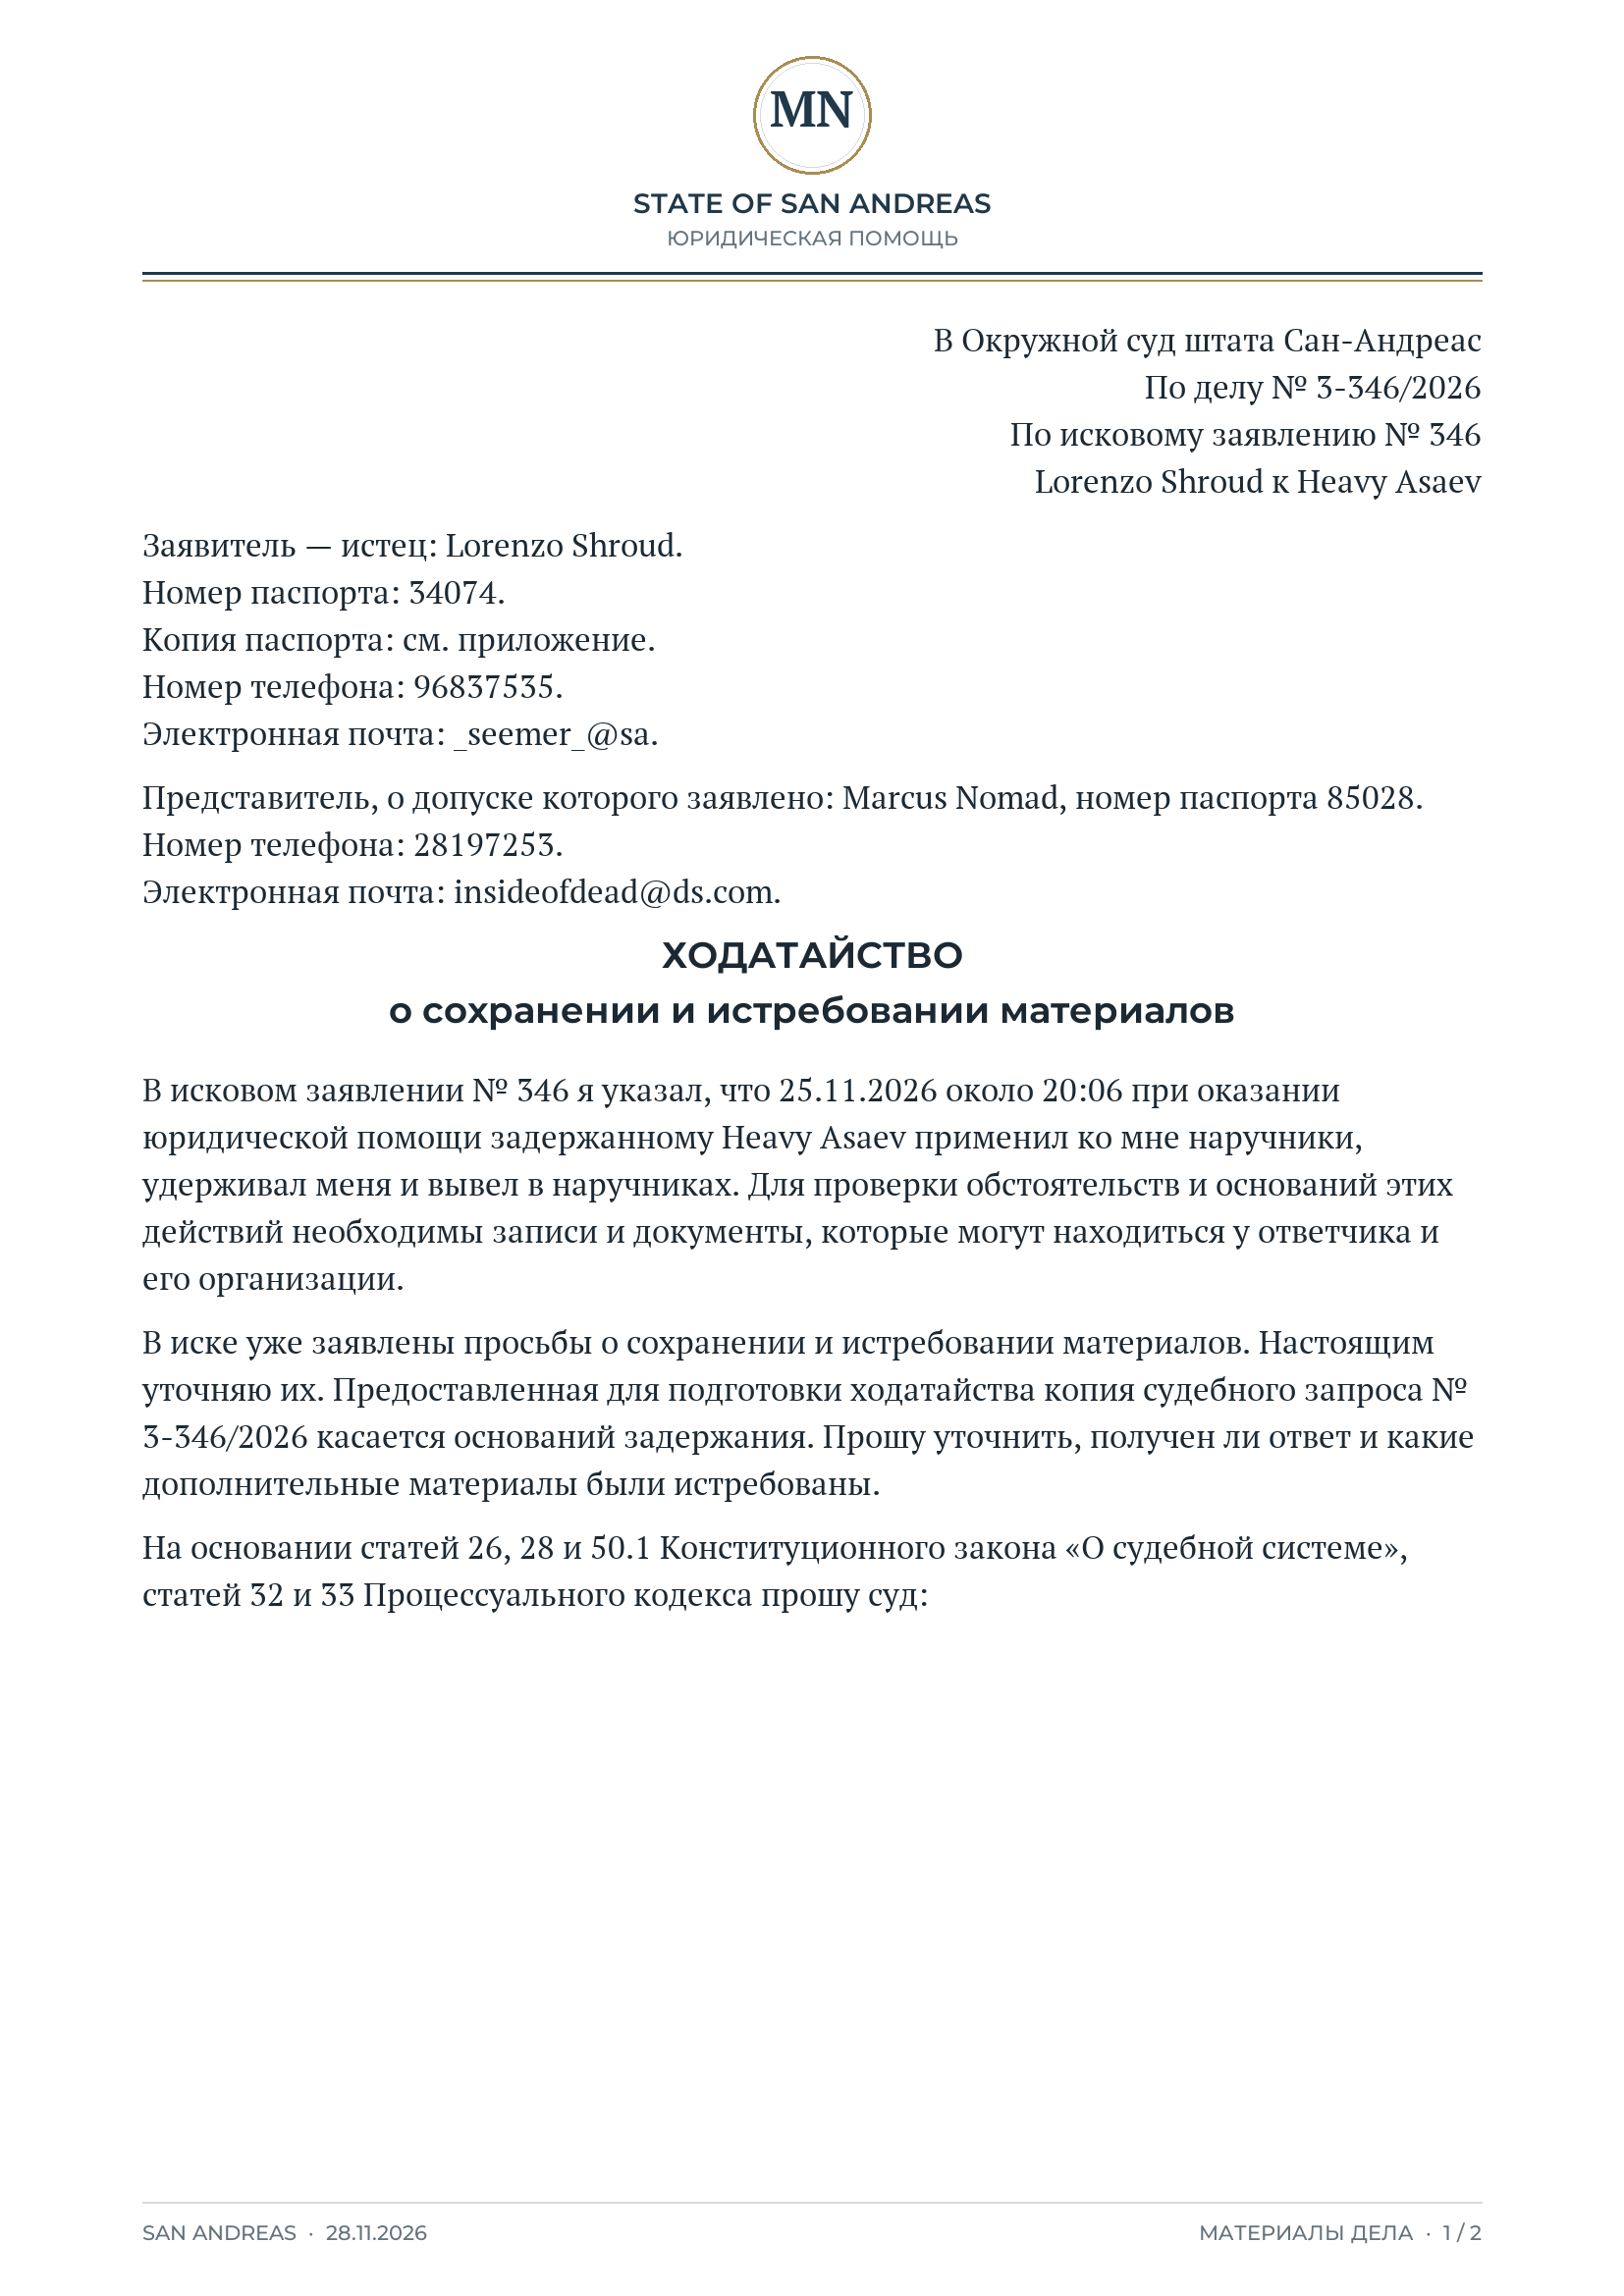 MN
STATE OF SAN ANDREAS
ЮРИДИЧЕСКАЯ ПОМОЩЬ
В Окружной суд штата Сан-Андреас
По делу № 3-346/2026
По исковому заявлению № 346
Lorenzo Shroud к Heavy Asaev
Заявитель — истец: Lorenzo Shroud.
Номер паспорта: 34074.
Копия паспорта: см. приложение.
Номер телефона: 96837535.
Электронная почта: _seemer_@sa.
Представитель, о допуске которого заявлено: Marcus Nomad, номер паспорта 85028.
Номер телефона: 28197253.
Электронная почта: insideofdead@ds.com.
ХОДАТАЙСТВО
о сохранении и истребовании материалов
В исковом заявлении № 346 я указал, что 25.11.2026 около 20:06 при оказании
юридической помощи задержанному Heavy Asaev применил ко мне наручники,
удерживал меня и вывел в наручниках. Для проверки обстоятельств и оснований этих
действий необходимы записи и документы, которые могут находиться у ответчика и
его организации.
В иске уже заявлены просьбы о сохранении и истребовании материалов. Настоящим
уточняю их. Предоставленная для подготовки ходатайства копия судебного запроса №
3-346/2026 касается оснований задержания. Прошу уточнить, получен ли ответ и какие
дополнительные материалы были истребованы.
На основании статей 26, 28 и 50.1 Конституционного закона «О судебной системе»,
статей 32 и 33 Процессуального кодекса прошу суд:
SAN ANDREAS · 28.11.2026
МАТЕРИАЛЫ ДЕЛА · 1 / 2